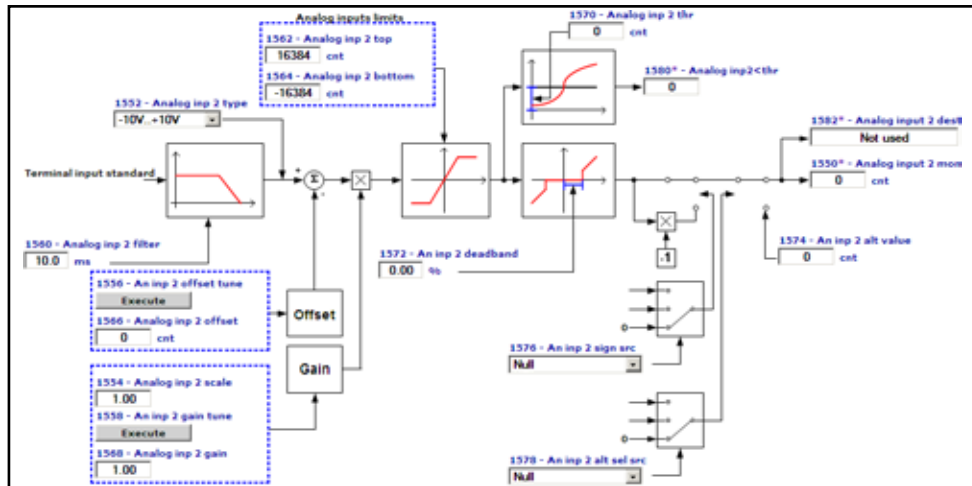 Analog inputs limits
1562 - Analog inp 2 top
16384 cnt
1564 - Analog inp 2 bottom
-16384 cnt
1570 - Analog inp 2 thr
0 cnt
1580* - Analog inp2<thr
0
1552 - Analog inp 2 type
-10V..+10V
1582* - Analog input 2 dest
Not used
Terminal input standard
+
Σ
-
1550* - Analog input 2 mon
0
cnt
1560 - Analog inp 2 filter
10.0 ms
1572 - An inp 2 deadband
0.00 %
-1
1574 - An inp 2 alt value
0
cnt
1556 - An inp 2 offset tune
Execute
1566 - Analog inp 2 offset
0 cnt
Offset
Gain
1576 - An inp 2 sign src
Null
1554 - Analog inp 2 scale
1.00
1558 - An inp 2 gain tune
Execute
1568 - Analog inp 2 gain
1.00
1578 - An inp 2 alt sel src
Null